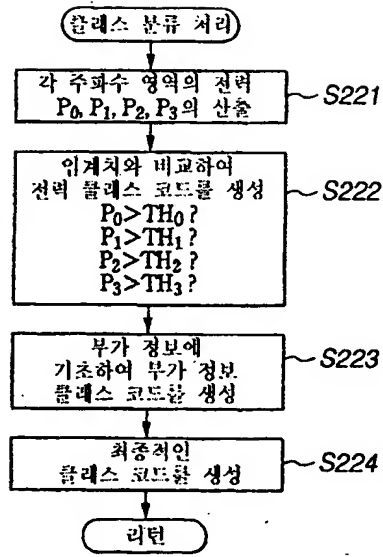 클래스 분류 처리
각 주파수 영역의 전력
P₀, P₁, P₂, P₃의 산출
S221
임계치와 비교하여
전력 클래스 코드를 생성
P₀>TH₀?
P₁>TH₁?
P₂>TH₂?
P₃>TH₃?
S222
부가 정보에
기초하여 부가 정보
클래스 코드를 생성
S223
최종적인
클래스 코드를 생성
S224
리턴